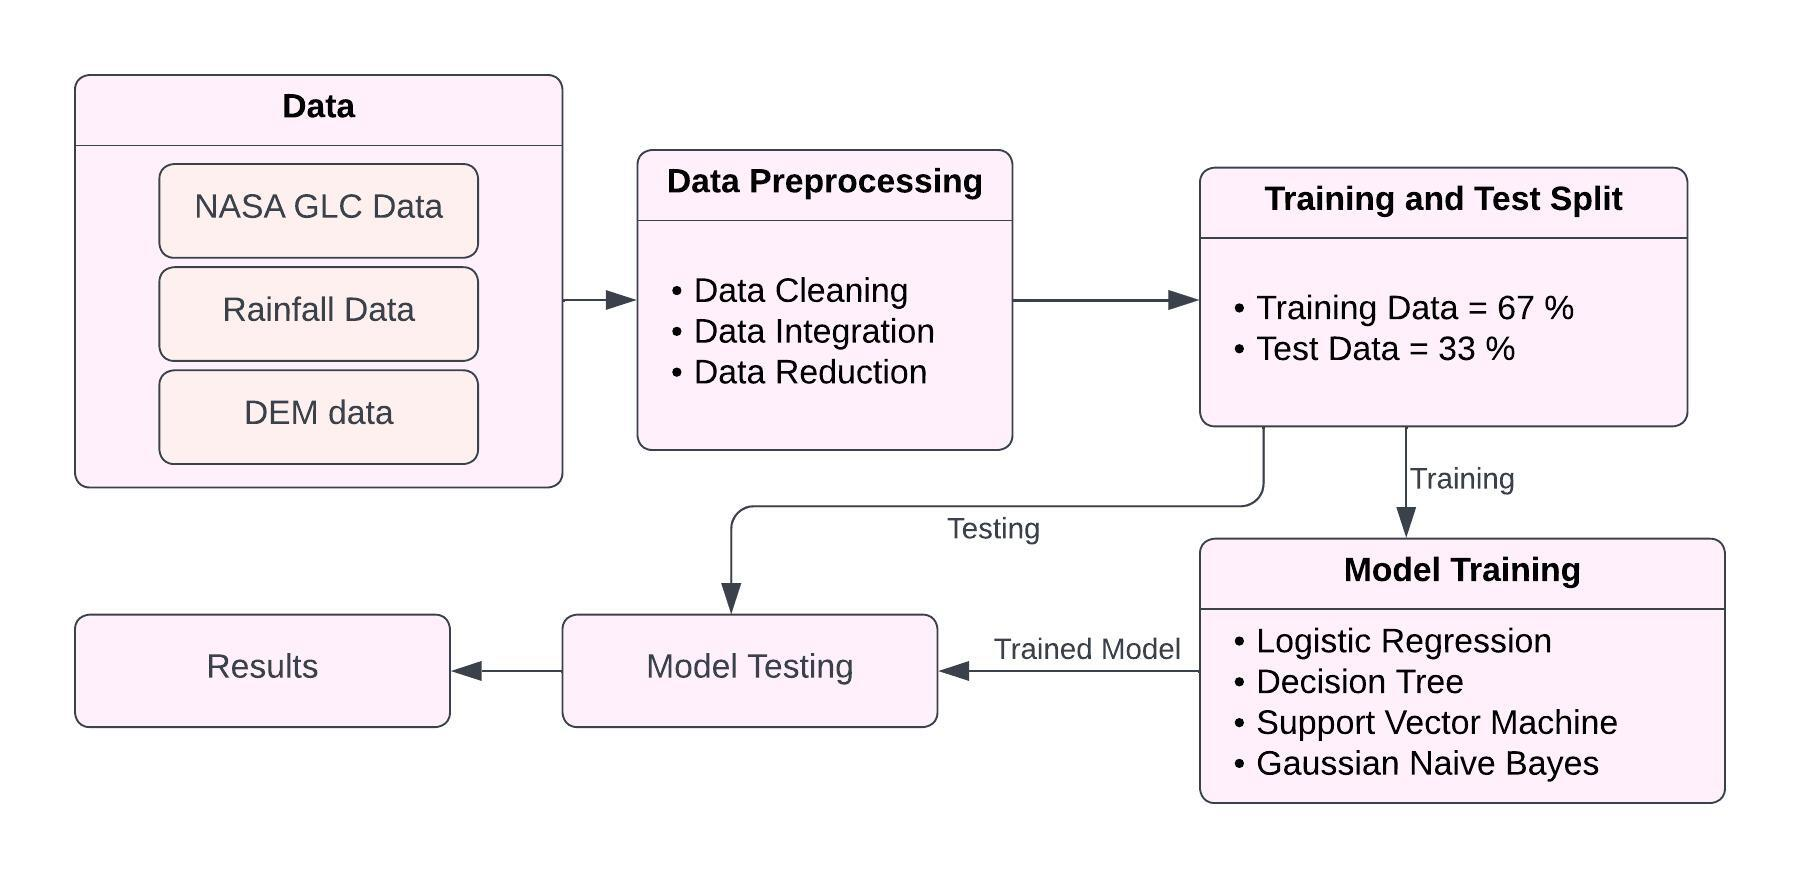 Data
NASA GLC Data
Rainfall Data
DEM data
Data Preprocessing
• Data Cleaning
• Data Integration
• Data Reduction
Training and Test Split
• Training Data = 67 %
• Test Data = 33 %
Training
Testing
Model Training
• Logistic Regression
• Decision Tree
• Support Vector Machine
• Gaussian Naive Bayes
Trained Model
Model Testing
Results